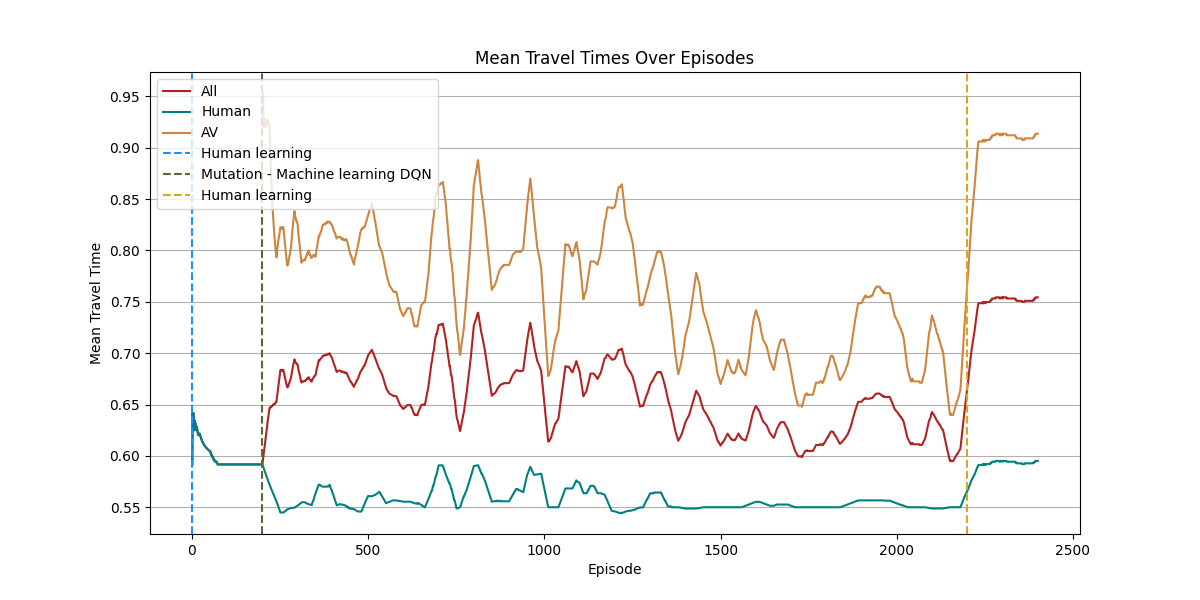 Mean Travel Times Over Episodes
All
Human
AV
Human learning
Mutation - Machine learning DQN
Human learning
Mean Travel Time
0.95
0.90
0.85
0.80
0.75
0.70
0.65
0.60
0.55
0 500 1000 1500 2000 2500
Episode